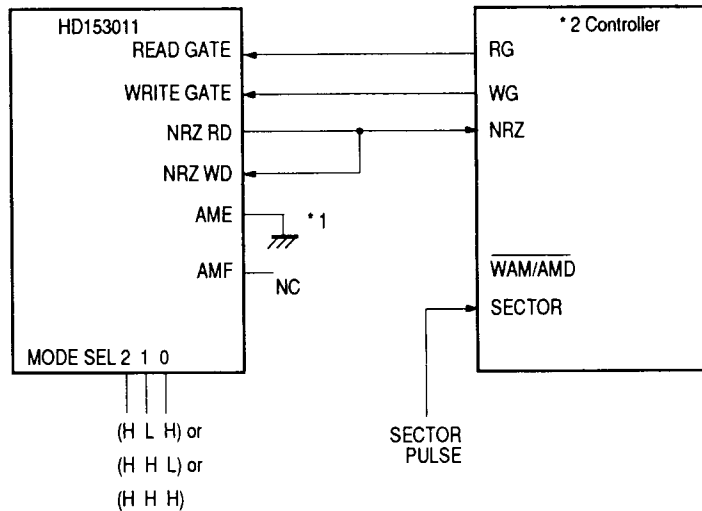 HD153011
READ GATE
WRITE GATE
NRZ RD
NRZ WD
AME
*1
AMF
NC
MODE SEL 2 1 0
(H L H) or
(H H L) or
(H H H)
*2 Controller
RG
WG
NRZ
WAM/AMD
SECTOR
SECTOR
PULSE